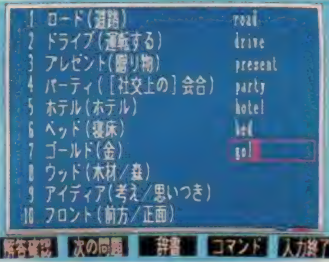 1 ロード(道路) road
2 ドライブ(運転する) drive
3 プレゼント(贈り物) present
4 パーティ([社交上の]会合) party
5 ホテル(ホテル) hotel
6 ベッド(寝床) bed
7 ゴールド(金) gol
8 ウッド(木材/森)
9 アイディア(考え/思いつき)
10 フロント(前方/正面)
解答確認 次の問題 辞書 コマンド 入力終了